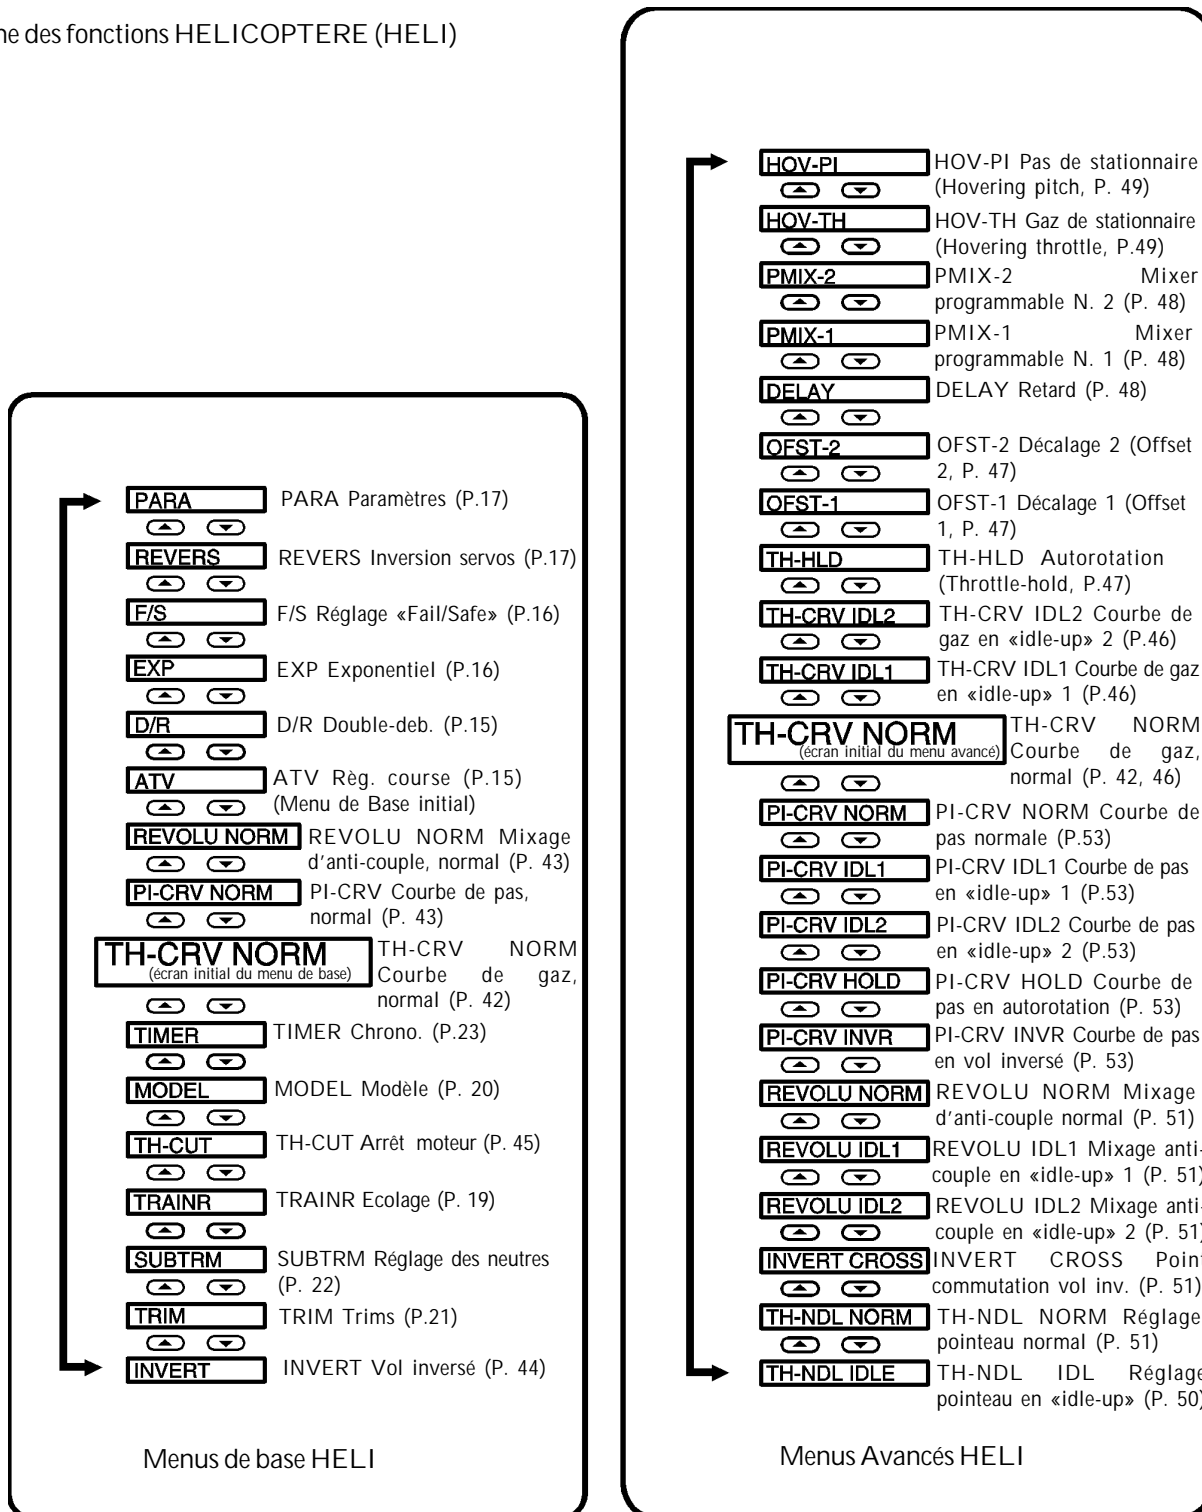 ne des fonctions HELICOPTERE (HELI)
PARA PARA Paramètres (P.17)
REVERS REVERS Inversion servos (P.17)
F/S F/S Réglage «Fail/Safe» (P.16)
EXP EXP Exponentiel (P.16)
D/R D/R Double-deb. (P.15)
ATV ATV Règ. course (P.15)
(Menu de Base initial)
REVOLU NORM REVOLU NORM Mixage
d'anti-couple, normal (P. 43)
PI-CRV NORM PI-CRV Courbe de pas,
normal (P. 43)
TH-CRV NORM TH-CRV NORM
(écran initial du menu de base) Courbe de gaz,
normal (P. 42)
TIMER TIMER Chrono. (P.23)
MODEL MODEL Modèle (P. 20)
TH-CUT TH-CUT Arrêt moteur (P. 45)
TRAINR TRAINR Ecolage (P. 19)
SUBTRM SUBTRM Réglage des neutres
(P. 22)
TRIM TRIM Trims (P.21)
INVERT INVERT Vol inversé (P. 44)
Menus de base HELI
HOV-PI HOV-PI Pas de stationnaire
(Hovering pitch, P. 49)
HOV-TH HOV-TH Gaz de stationnaire
(Hovering throttle, P.49)
PMIX-2 PMIX-2 Mixer
programmable N. 2 (P. 48)
PMIX-1 PMIX-1 Mixer
programmable N. 1 (P. 48)
DELAY DELAY Retard (P. 48)
OFST-2 OFST-2 Décalage 2 (Offset
2, P. 47)
OFST-1 OFST-1 Décalage 1 (Offset
1, P. 47)
TH-HLD TH-HLD Autorotation
(Throttle-hold, P.47)
TH-CRV IDL2 TH-CRV IDL2 Courbe de
gaz en «idle-up» 2 (P.46)
TH-CRV IDL1 TH-CRV IDL1 Courbe de gaz
en «idle-up» 1 (P.46)
TH-CRV NORM TH-CRV NORM
(écran initial du menu avancé) Courbe de gaz,
normal (P. 42, 46)
PI-CRV NORM PI-CRV NORM Courbe de
pas normale (P.53)
PI-CRV IDL1 PI-CRV IDL1 Courbe de pas
en «idle-up» 1 (P.53)
PI-CRV IDL2 PI-CRV IDL2 Courbe de pas
en «idle-up» 2 (P.53)
PI-CRV HOLD PI-CRV HOLD Courbe de
pas en autorotation (P. 53)
PI-CRV INVR PI-CRV INVR Courbe de pas
en vol inversé (P. 53)
REVOLU NORM REVOLU NORM Mixage
d'anti-couple normal (P. 51)
REVOLU IDL1 REVOLU IDL1 Mixage anti-
couple en «idle-up» 1 (P. 51)
REVOLU IDL2 REVOLU IDL2 Mixage anti-
couple en «idle-up» 2 (P. 51)
INVERT CROSS INVERT CROSS Point
commutation vol inv. (P. 51)
TH-NDL NORM TH-NDL NORM Réglage
pointeau normal (P. 51)
TH-NDL IDLE TH-NDL IDL Réglage
pointeau en «idle-up» (P. 50)
Menus Avancés HELI